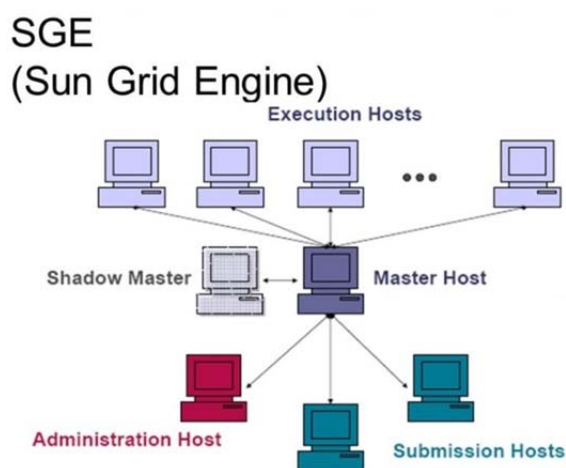 SGE
(Sun Grid Engine)
Execution Hosts
Shadow Master
Master Host
Administration Host
Submission Hosts